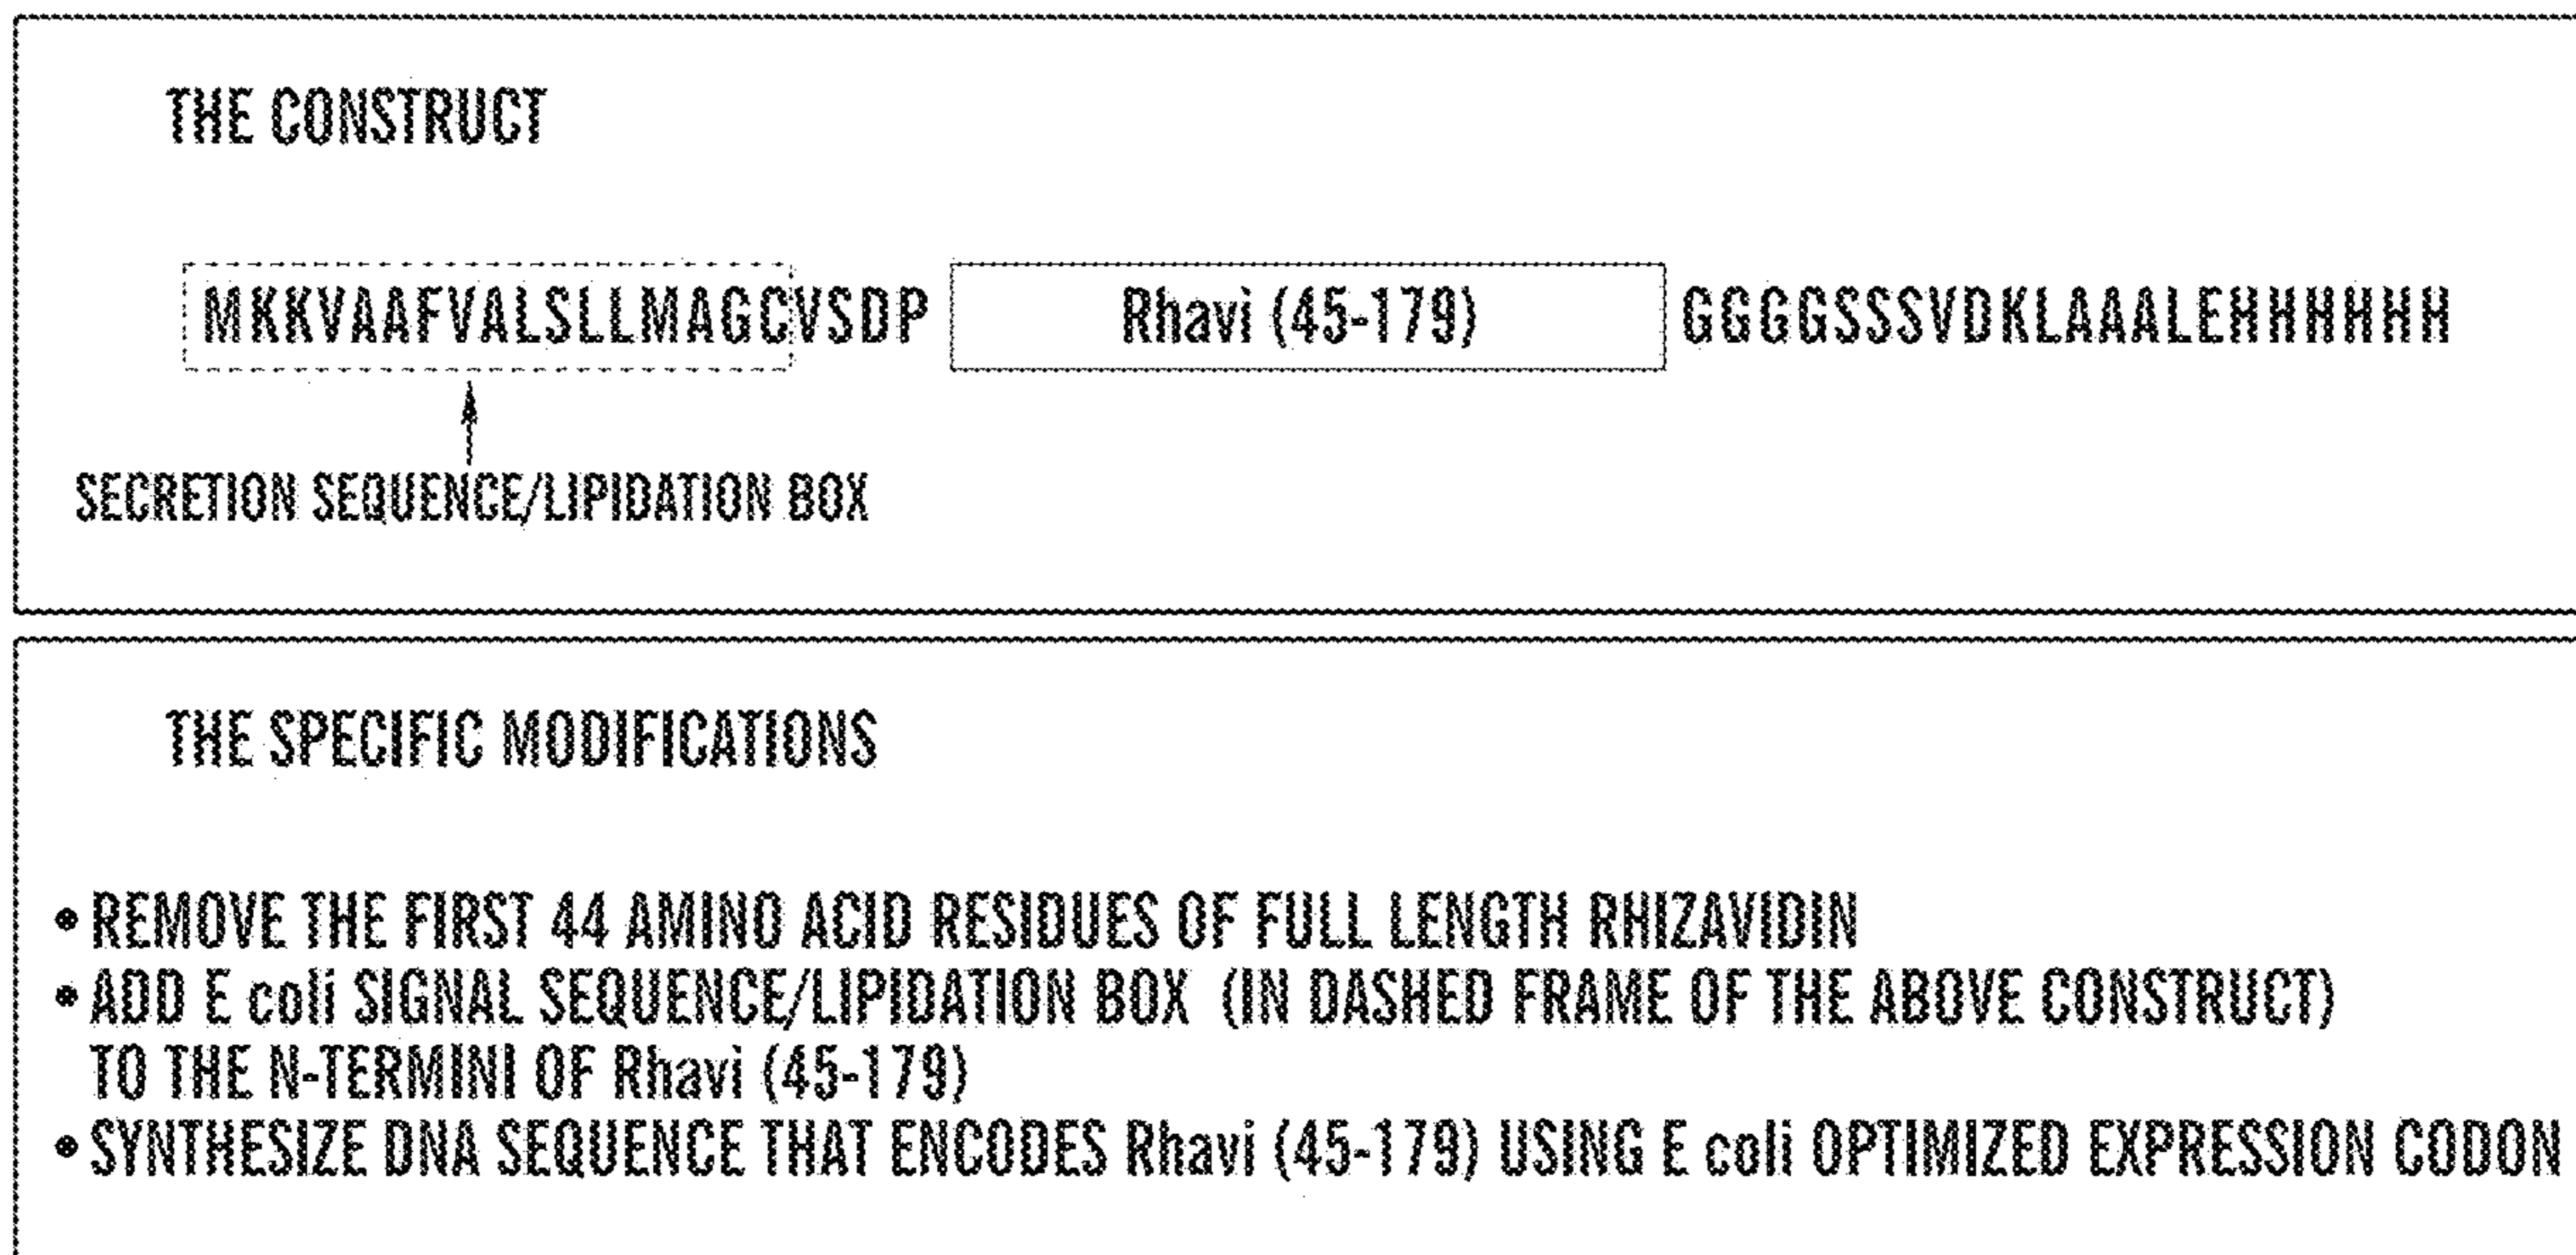 THE CONSTRUCT
MKKVAAFVALSLLMAGCVSDP Rhavi (45-179) GGGGSSSVDKLAAALEHHHHHH
SECRETION SEQUENCE/LIPIDATION BOX
THE SPECIFIC MODIFICATIONS
• REMOVE THE FIRST 44 AMINO ACID RESIDUES OF FULL LENGTH RHIZAVIDIN
• ADD E coli SIGNAL SEQUENCE/LIPIDATION BOX (IN DASHED FRAME OF THE ABOVE CONSTRUCT)
TO THE N-TERMINI OF Rhavi (45-179)
• SYNTHESIZE DNA SEQUENCE THAT ENCODES Rhavi (45-179) USING E coli OPTIMIZED EXPRESSION CODON